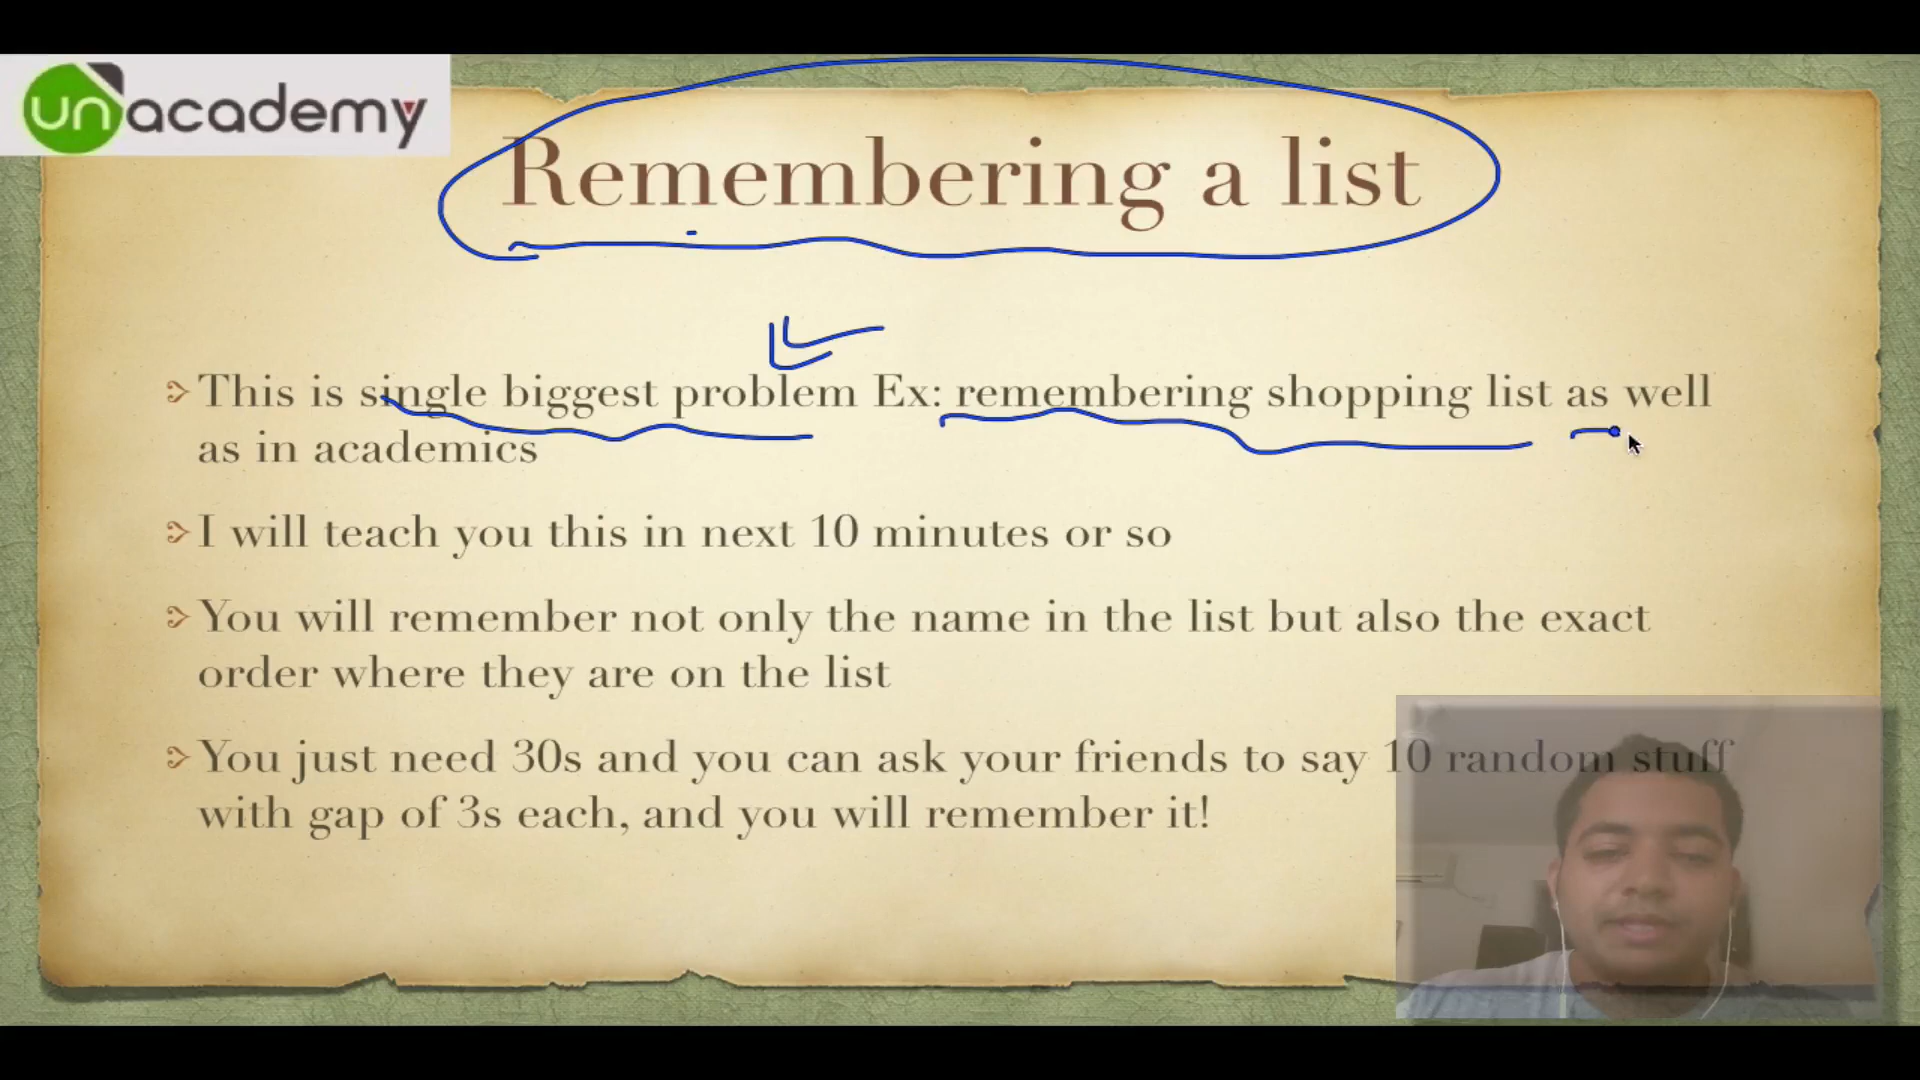 unacademy
Remembering a list
This is single biggest problem Ex: remembering shopping list as well
as in academics
I will teach you this in next 10 minutes or so
You will remember not only the name in the list but also the exact
order where they are on the list
You just need 30s and you can ask your friends to say 10 random stuff
with gap of 3s each, and you will remember it!